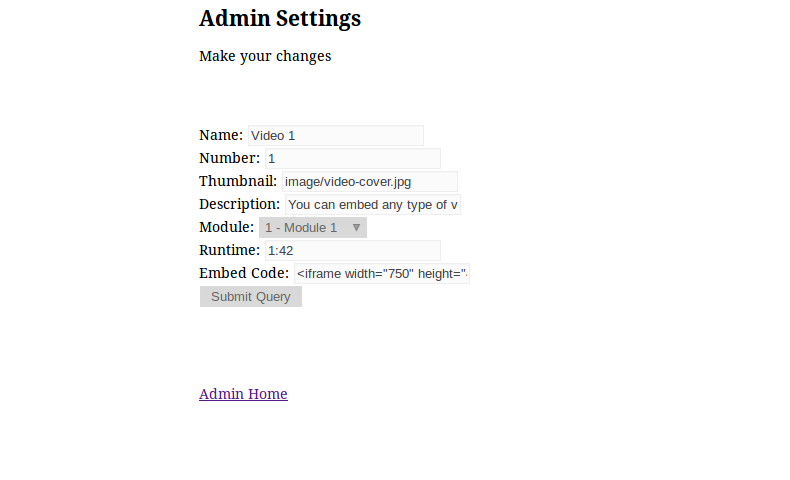 Admin Settings
Make your changes
Name: Video 1
Number: 1
Thumbnail: image/video-cover.jpg
Description: You can embed any type of v
Module: 1 - Module 1
Runtime: 1:42
Embed Code: <iframe width="750" height="
Submit Query
Admin Home